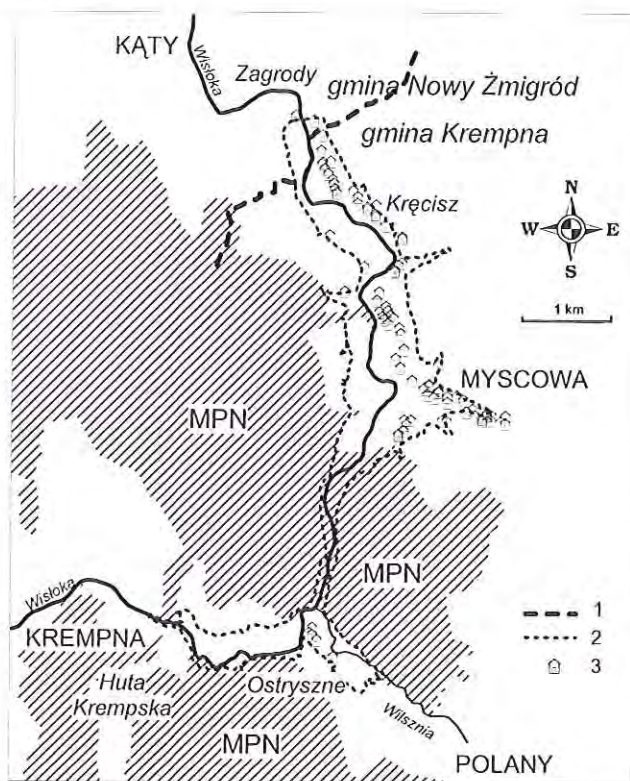 KĄTY
Wisłoka
Zagrody
gmina Nowy Żmigród
gmina Krempna
Kręcisz
N
W E
S
1 km
MYSCOWA
MPN
MPN
Wisłoka
KREMPNA
1
2
3
Huta
Krempska
Ostryszne
Wilsznia
MPN
POLANY